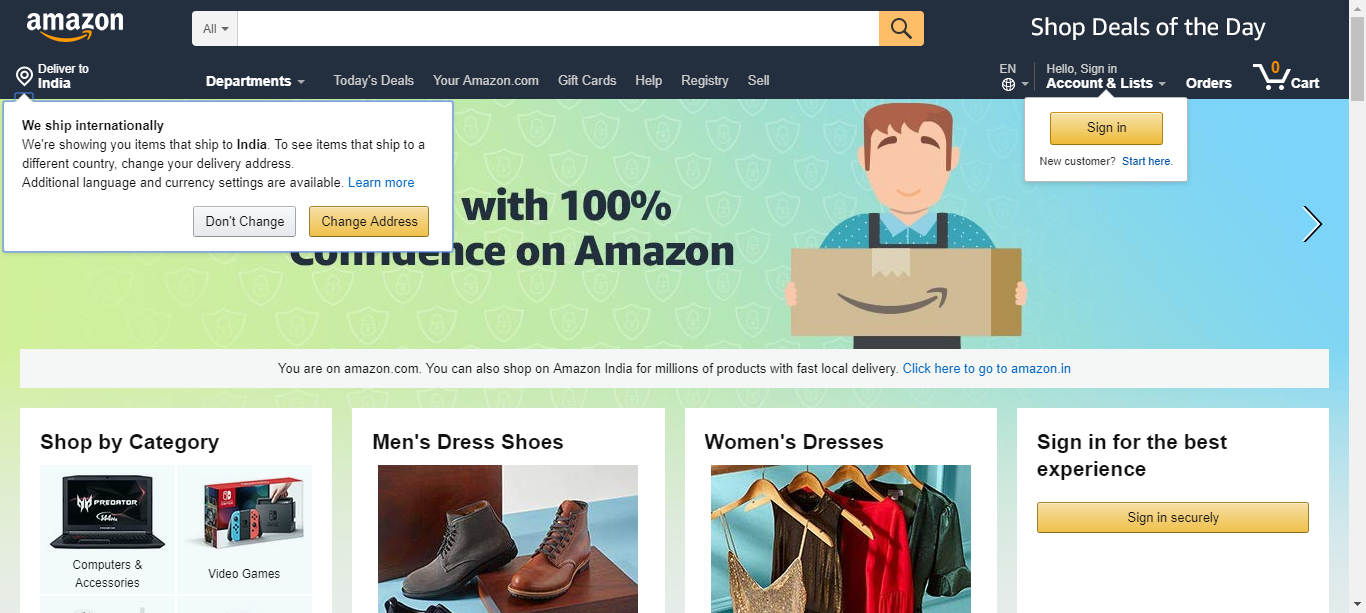 amazon
All
Shop Deals of the Day
Deliver to
India
Departments
Today's Deals
Your Amazon.com
Gift Cards
Help
Registry
Sell
EN
Hello, Sign in
Account & Lists
Orders
0
Cart
We ship internationally
We're showing you items that ship to India. To see items that ship to a
different country, change your delivery address.
Additional language and currency settings are available. Learn more
Don't Change
Change Address
Sign in
New customer? Start here.
with 100%
Confidence on Amazon
You are on amazon.com. You can also shop on Amazon India for millions of products with fast local delivery. Click here to go to amazon.in
Shop by Category
PREDATOR
144Hz
Computers &
Accessories
Video Games
Men's Dress Shoes
Women's Dresses
Sign in for the best
experience
Sign in securely